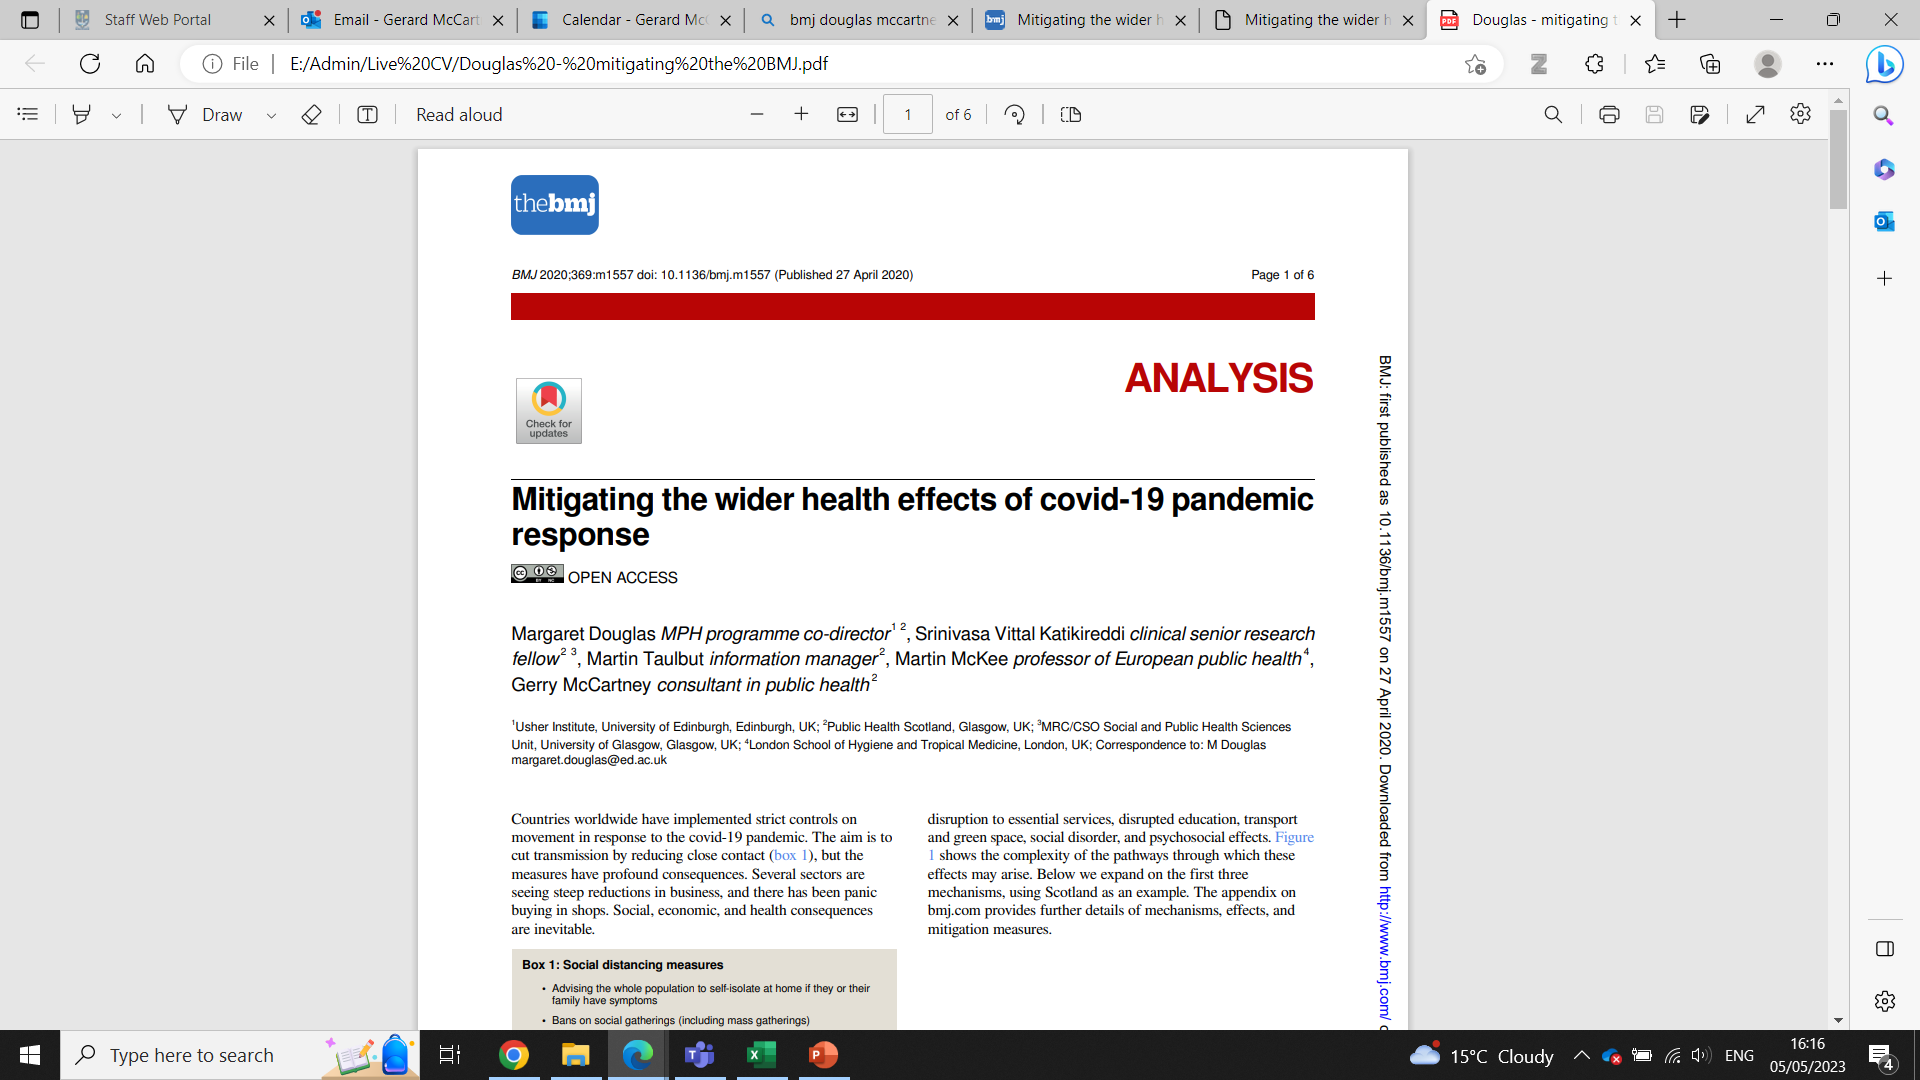 Staff Web Portal
Email - Gerard McCart
Calendar - Gerard McC
bmj douglas mccartne
Mitigating the wider h
Mitigating the wider h
Douglas - mitigating t
File
E:/Admin/Live%20CV/Douglas%20-%20mitigating%20the%20BMJ.pdf
Draw
Read aloud
1
of 6
thebmj
BMJ 2020;369:m1557 doi: 10.1136/bmj.m1557 (Published 27 April 2020)
Page 1 of 6
ANALYSIS
Check for
updates
Mitigating the wider health effects of covid-19 pandemic
response
OPEN ACCESS
Margaret Douglas MPH programme co-director1 2, Srinivasa Vittal Katikireddi clinical senior research
fellow2 3, Martin Taulbut information manager2, Martin McKee professor of European public health4,
Gerry McCartney consultant in public health2
1Usher Institute, University of Edinburgh, Edinburgh, UK; 2Public Health Scotland, Glasgow, UK; 3MRC/CSO Social and Public Health Sciences
Unit, University of Glasgow, Glasgow, UK; 4London School of Hygiene and Tropical Medicine, London, UK; Correspondence to: M Douglas
margaret.douglas@ed.ac.uk
Countries worldwide have implemented strict controls on
movement in response to the covid-19 pandemic. The aim is to
cut transmission by reducing close contact (box 1), but the
measures have profound consequences. Several sectors are
seeing steep reductions in business, and there has been panic
buying in shops. Social, economic, and health consequences
are inevitable.
Box 1: Social distancing measures
• Advising the whole population to self-isolate at home if they or their
family have symptoms
• Bans on social gatherings (including mass gatherings)
disruption to essential services, disrupted education, transport
and green space, social disorder, and psychosocial effects. Figure
1 shows the complexity of the pathways through which these
effects may arise. Below we expand on the first three
mechanisms, using Scotland as an example. The appendix on
bmj.com provides further details of mechanisms, effects, and
mitigation measures.
BMJ: first published as 10.1136/bmj.m1557 on 27 April 2020. Downloaded from http://www.bmj.com/
Type here to search
15°C Cloudy
ENG
16:16
05/05/2023
4